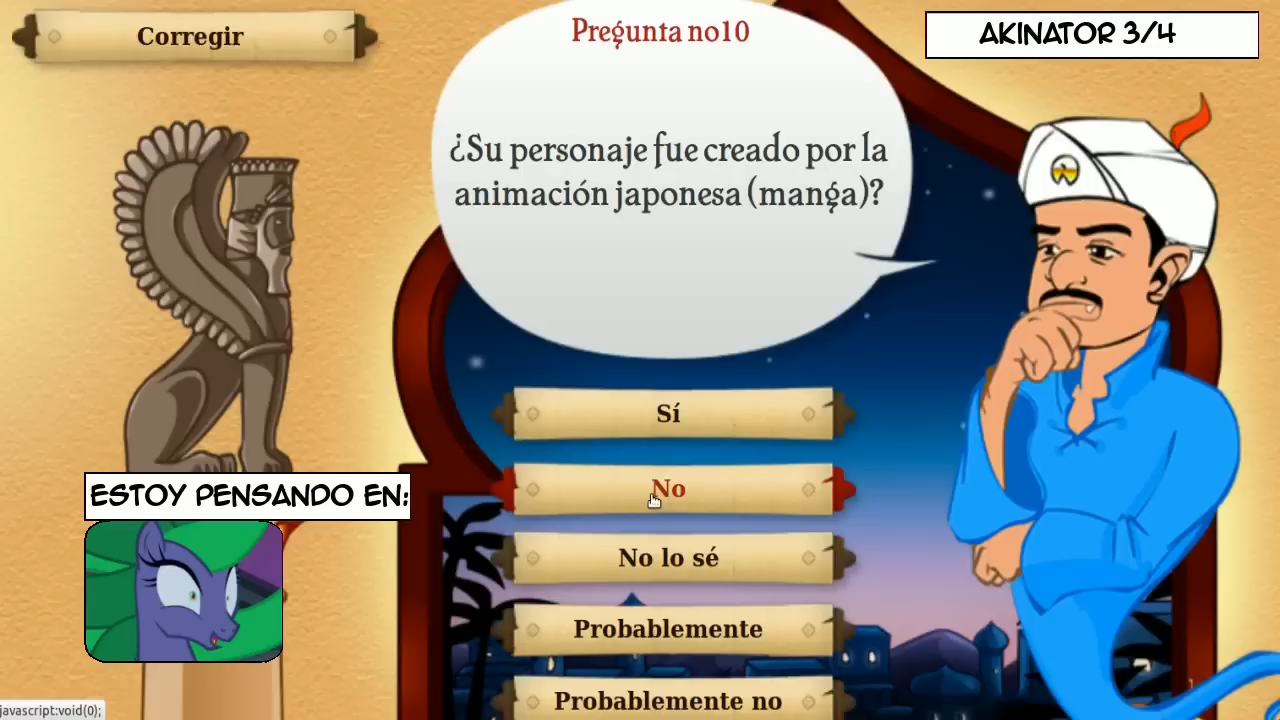 Corregir
Pregunta no10
AKINATOR 3/4
¿Su personaje fue creado por la
animación japonesa (manga)?
Sí
No
ESTOY PENSANDO EN:
No lo sé
Probablemente
Probablemente no
javascript:void(0);